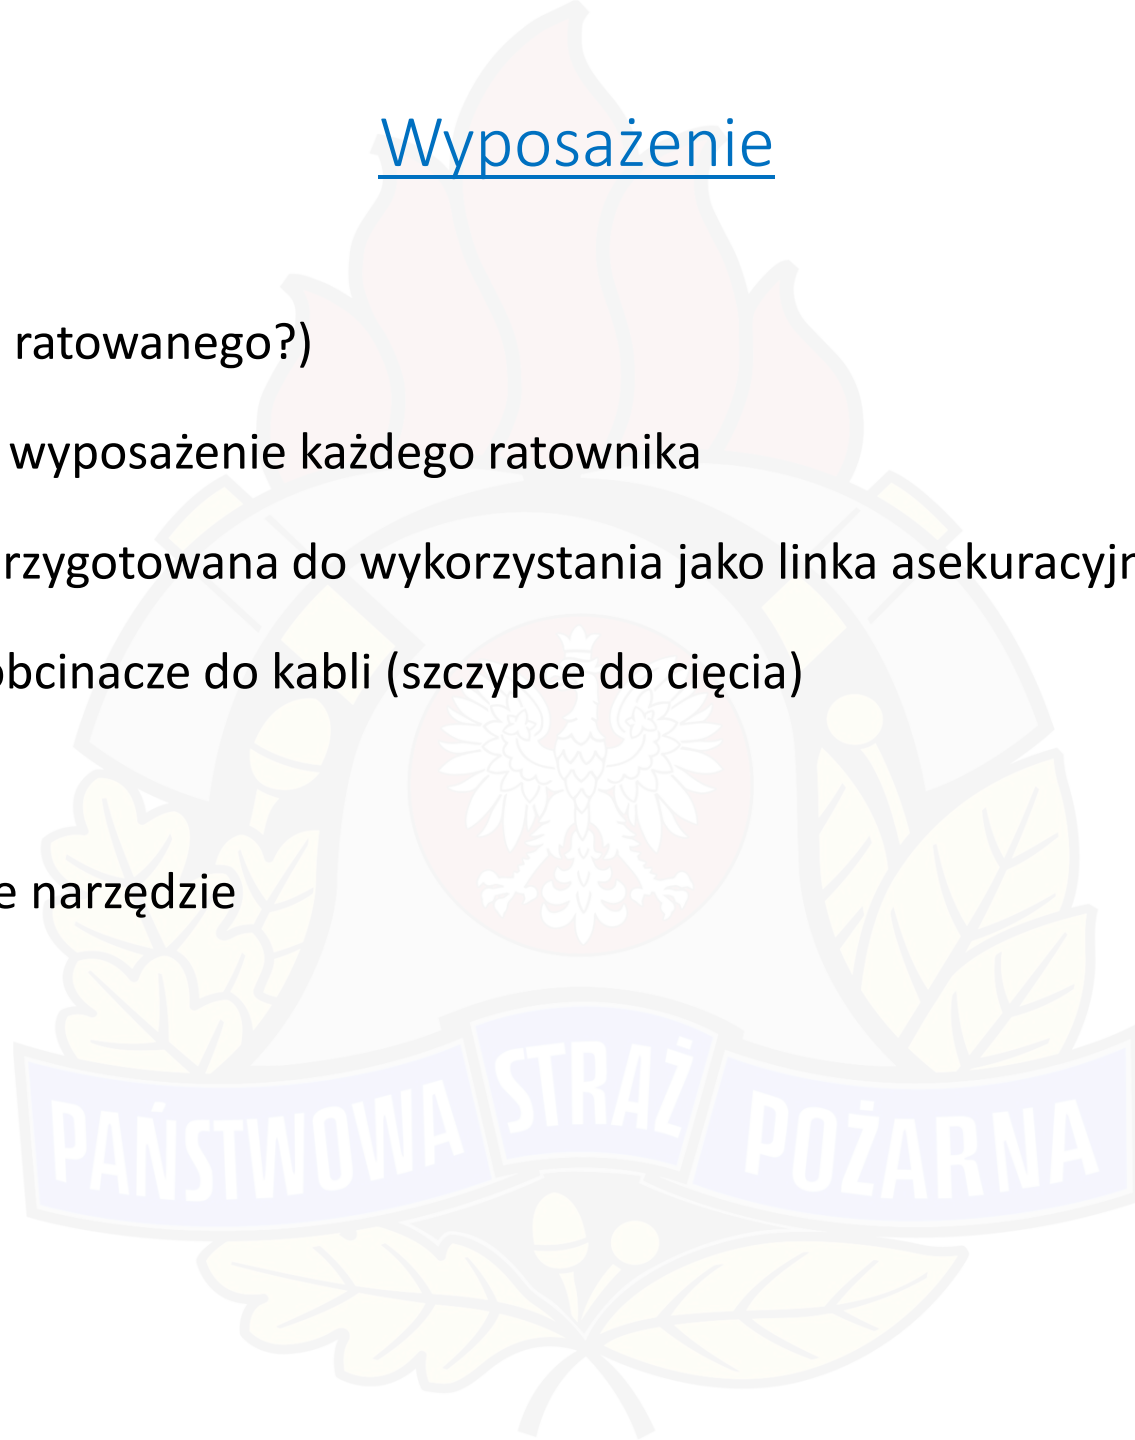 Wyposażenie
ratowanego?)
wyposażenie każdego ratownika
rzygotowana do wykorzystania jako linka asekuracyjn
obcinacze do kabli (szczypce do cięcia)
e narzędzie
PAŃSTWOWA STRAŻ POŻARNA